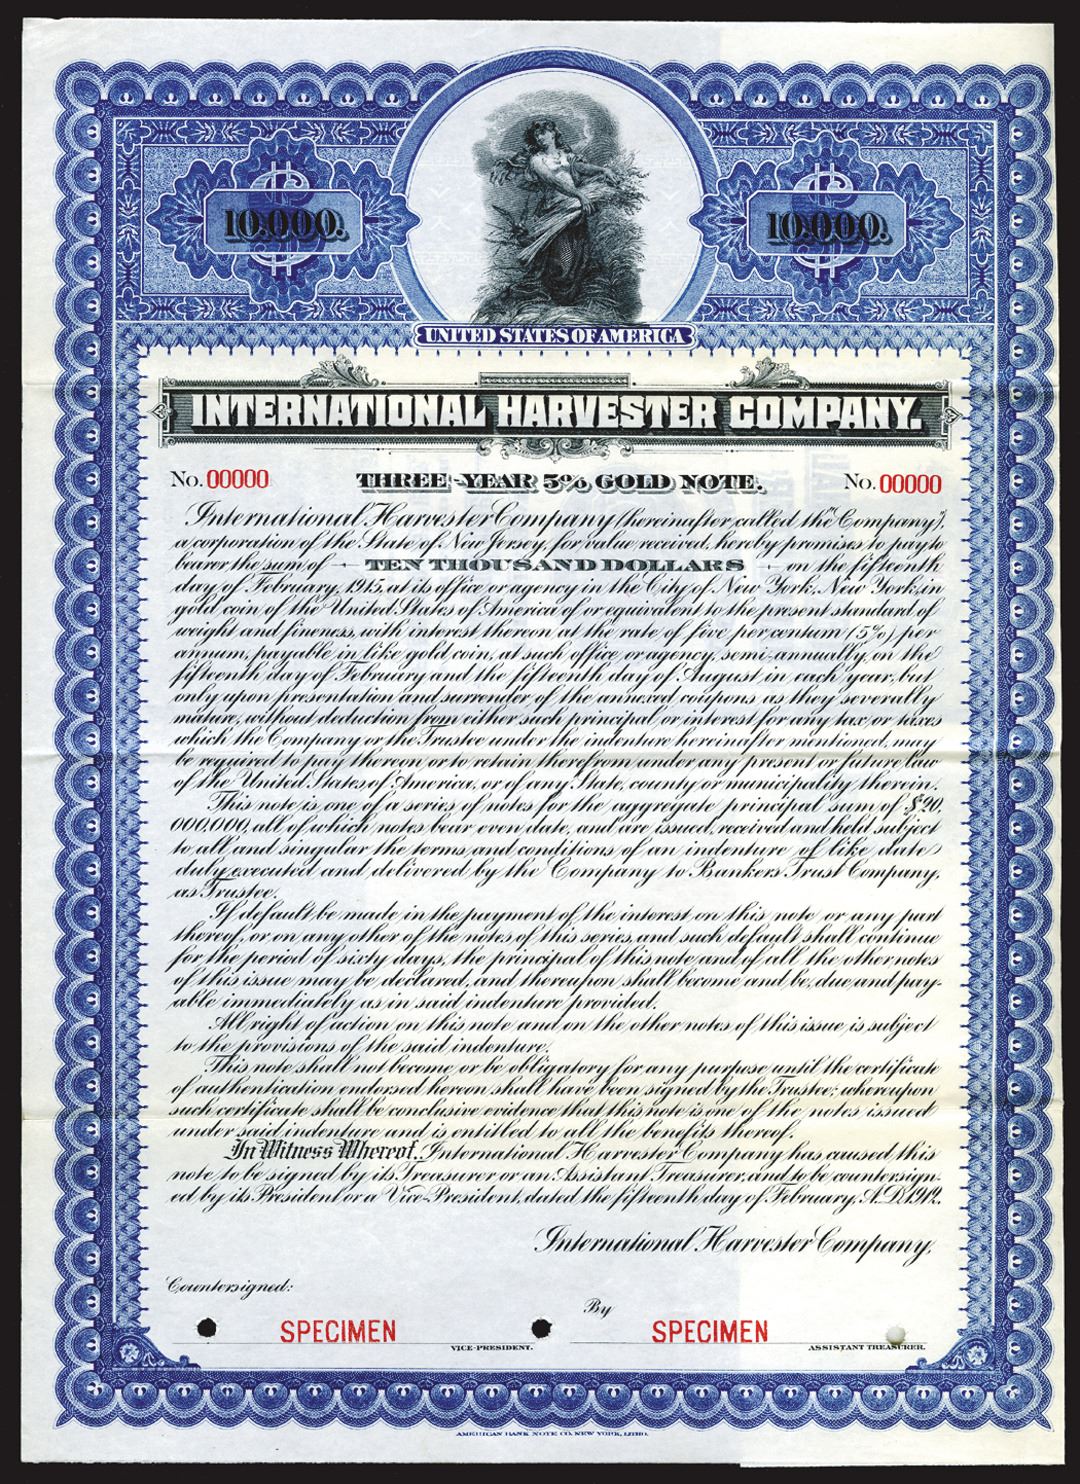 10.000. 10.000.
UNITED STATES OF AMERICA
INTERNATIONAL HARVESTER COMPANY.
No. 00000 THREE-YEAR 5% GOLD NOTE. No. 00000
International Harvester Company (hereinafter called the "Company"),
a corporation of the State of New Jersey, for value received, hereby promises to pay to
bearer the sum of TEN THOUSAND DOLLARS on the fifteenth
day of February, 1915, at its office or agency in the City of New York, New York, in
gold coin of the United States of America of or equivalent to the present standard of
weight and fineness, with interest thereon at the rate of five per centum (5%) per
annum, payable in like gold coin, at such office or agency, semi-annually, on the
fifteenth day of February and the fifteenth day of August in each year, but
only upon presentation and surrender of the annexed coupons as they severally
mature, without deduction from either such principal or interest for any tax or taxes
which the Company or the Trustee under the indenture hereinafter mentioned, may
be required to pay thereon or to retain therefrom under any present or future law
of the United States of America, or of any State, county or municipality therein.
This note is one of a series of notes for the aggregate principal sum of $20,
000,000, all of which notes bear even date, and are issued, received and held subject
to all and singular the terms and conditions of an indenture of like date
duly executed and delivered by the Company to Bankers Trust Company,
as Trustee.
If default be made in the payment of the interest on this note or any part
thereof, or on any other of the notes of this series, and such default shall continue
for the period of sixty days, the principal of this note and of all the other notes
of this issue may be declared, and thereupon shall become and be, due and pay-
able immediately as in said indenture provided.
All right of action on this note and on the other notes of this issue is subject
to the provisions of the said indenture.
This note shall not become or be obligatory for any purpose until the certificate
of authentication endorsed hereon shall have been signed by the Trustee; whereupon
such certificate shall be conclusive evidence that this note is one of the notes issued
under said indenture and is entitled to all the benefits thereof.
In Witness Whereof, International Harvester Company has caused this
note to be signed by its Treasurer or an Assistant Treasurer, and to be countersign-
ed by its President or a Vice-President, dated the fifteenth day of February, A.D. 1912.
International Harvester Company,
Countersigned:
By
SPECIMEN SPECIMEN
VICE-PRESIDENT. ASSISTANT TREASURER.
AMERICAN BANK NOTE CO. NEW YORK, LITHO.